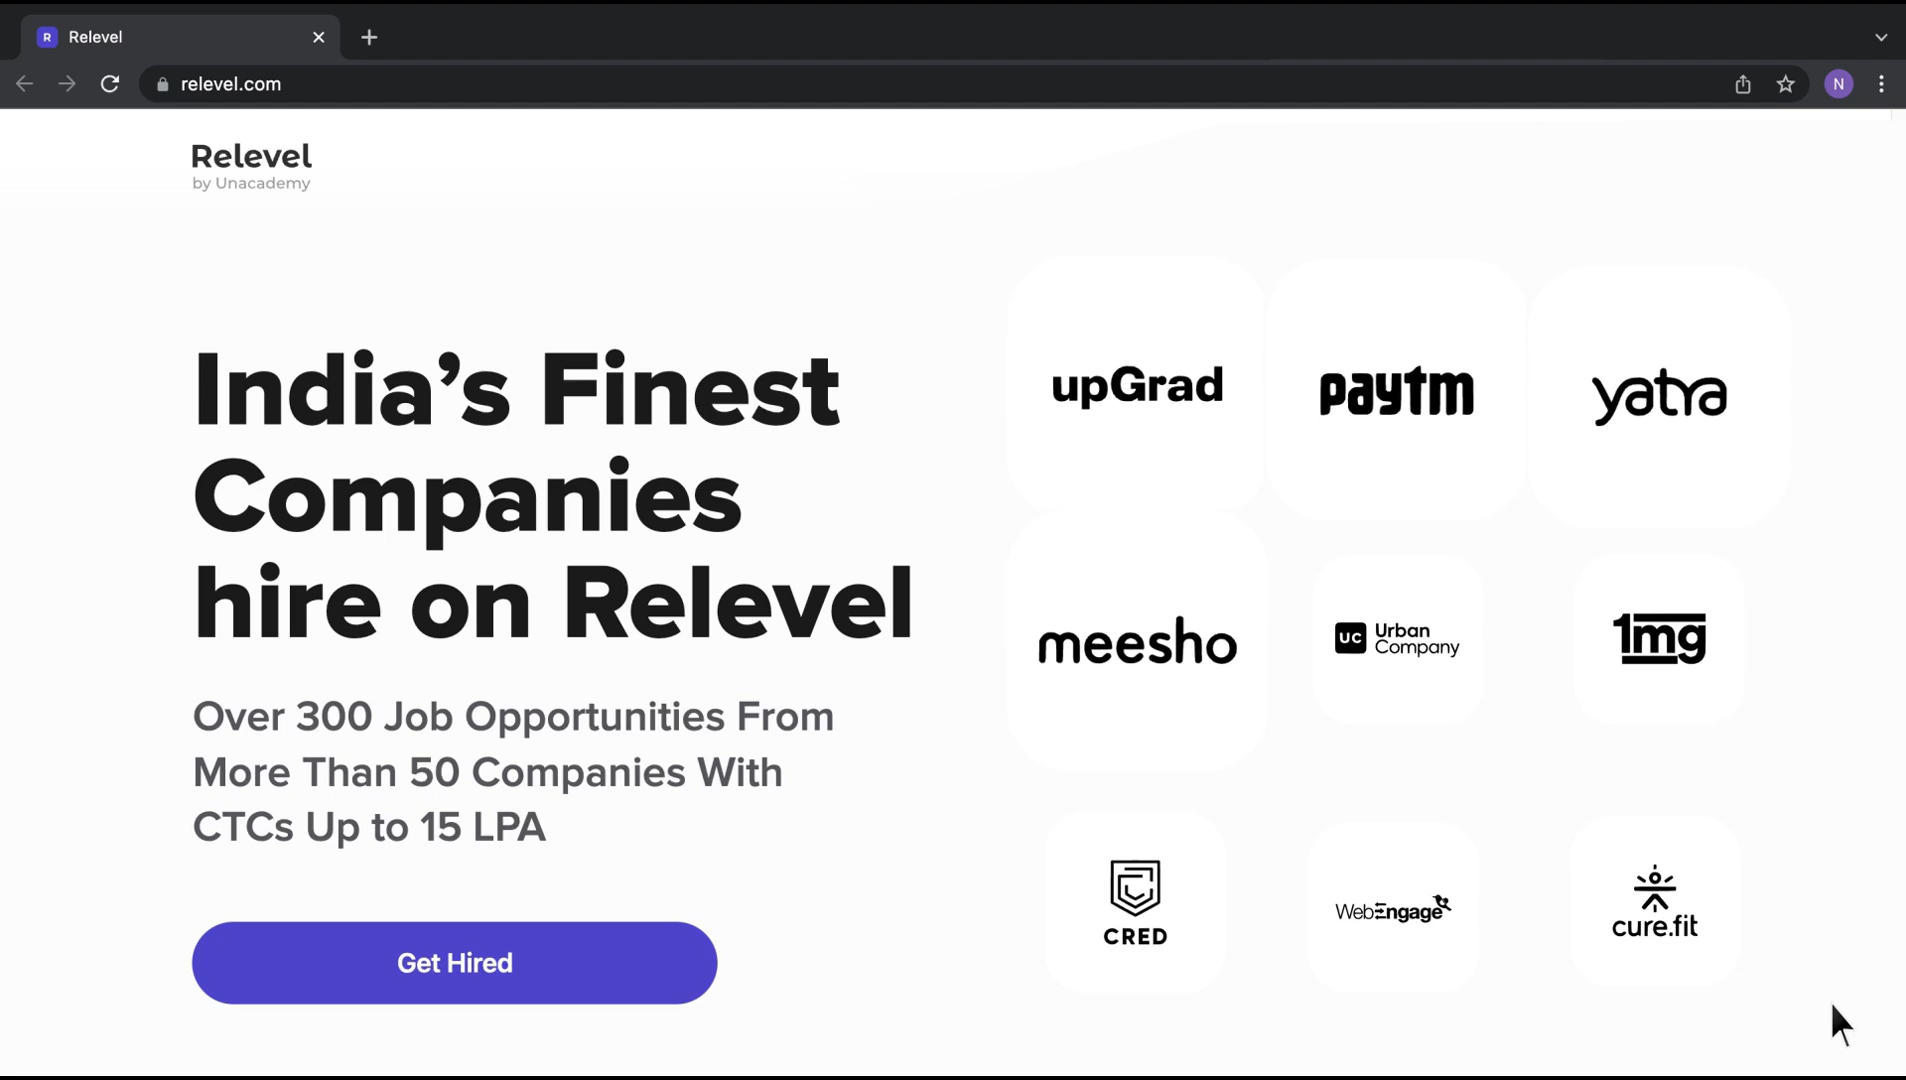 R Relevel
relevel.com
N
Relevel
by Unacademy
India’s Finest
Companies
hire on Relevel
Over 300 Job Opportunities From
More Than 50 Companies With
CTCs Up to 15 LPA
Get Hired
upGrad
paytm
yatra
meesho
UC Urban
Company
1mg
CRED
WebEngage
cure.fit